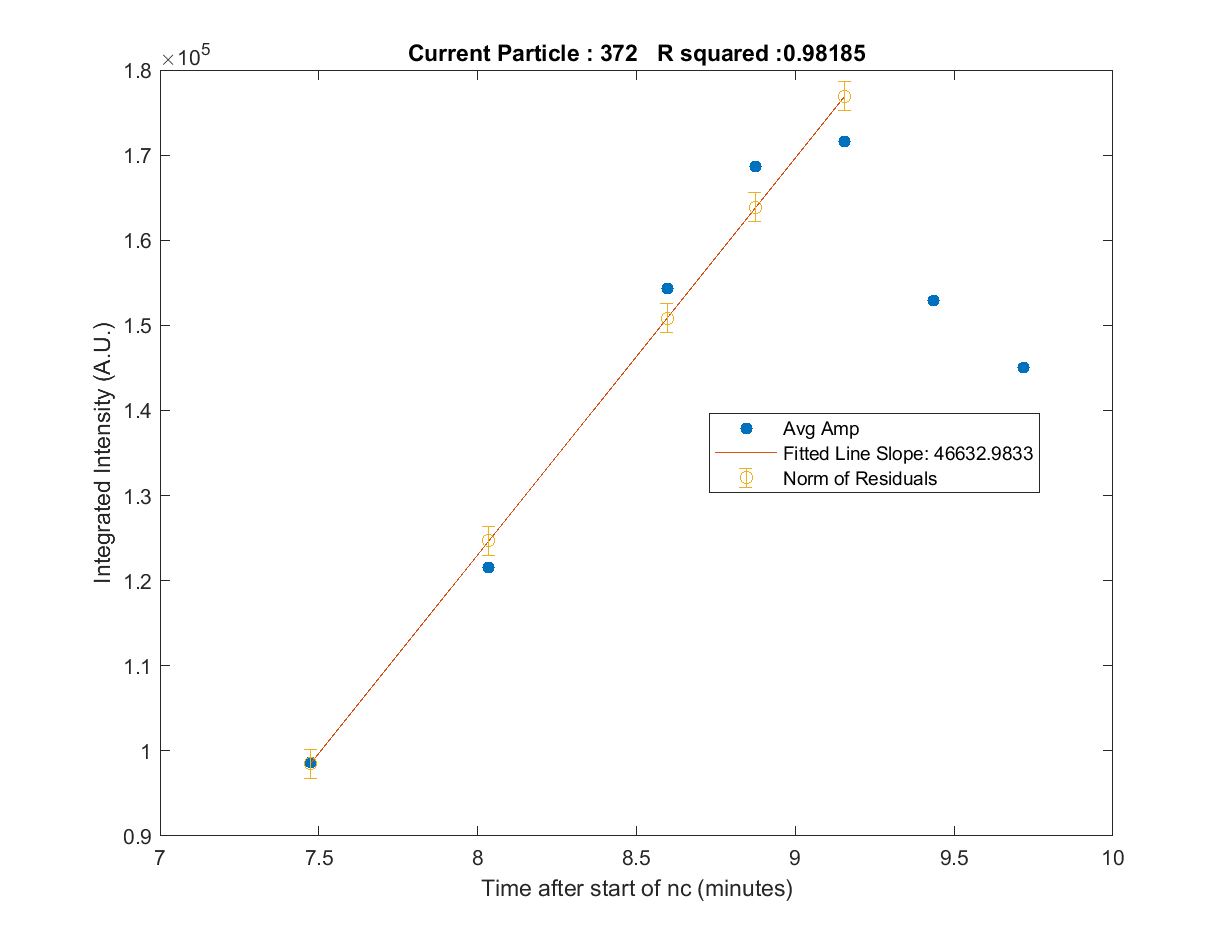 Current Particle : 372 R squared :0.98185
×10^5
1.8
1.7
1.6
1.5
1.4
1.3
1.2
1.1
1
0.9
Integrated Intensity (A.U.)
Avg Amp
Fitted Line Slope: 46632.9833
Norm of Residuals
7 7.5 8 8.5 9 9.5 10
Time after start of nc (minutes)